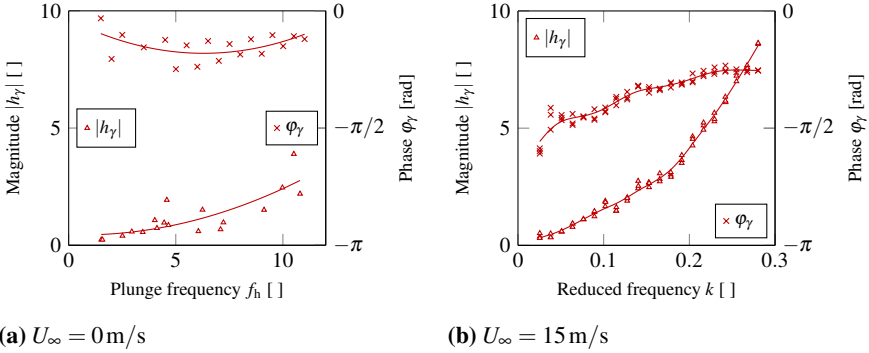 10
5
0
Magnitude |hγ| [ ]
|hγ|
φγ
0
−π/2
−π
Phase φγ [rad]
0
5
10
Plunge frequency fh [ ]
(a) U∞ = 0 m/s
10
5
0
Magnitude |hγ| [ ]
|hγ|
φγ
0
−π/2
−π
Phase φγ [rad]
0
0.1
0.2
0.3
Reduced frequency k [ ]
(b) U∞ = 15 m/s